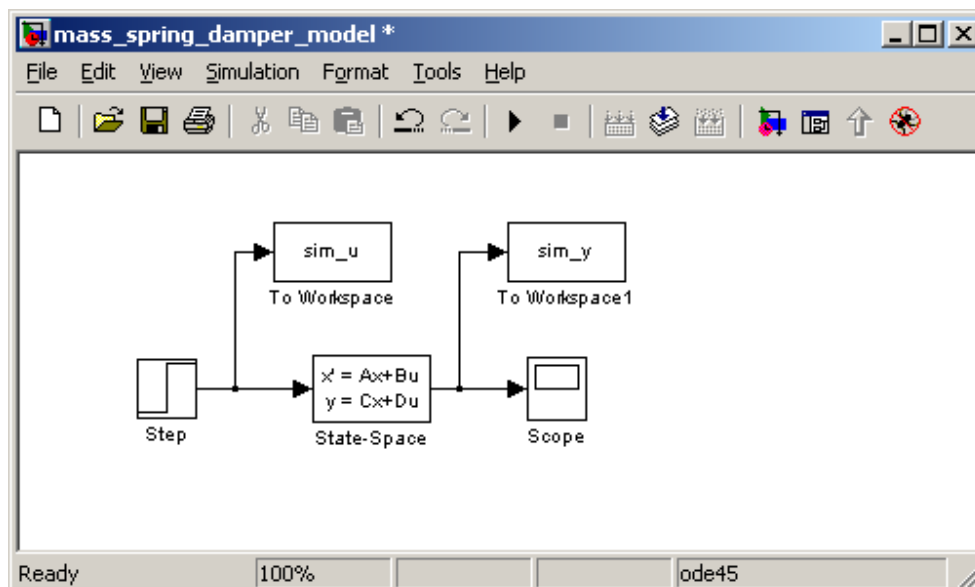 mass_spring_damper_model *
File Edit View Simulation Format Tools Help
sim_u sim_y
To Workspace To Workspace1
x' = Ax+Bu
y = Cx+Du
Step State-Space Scope
Ready 100% ode45